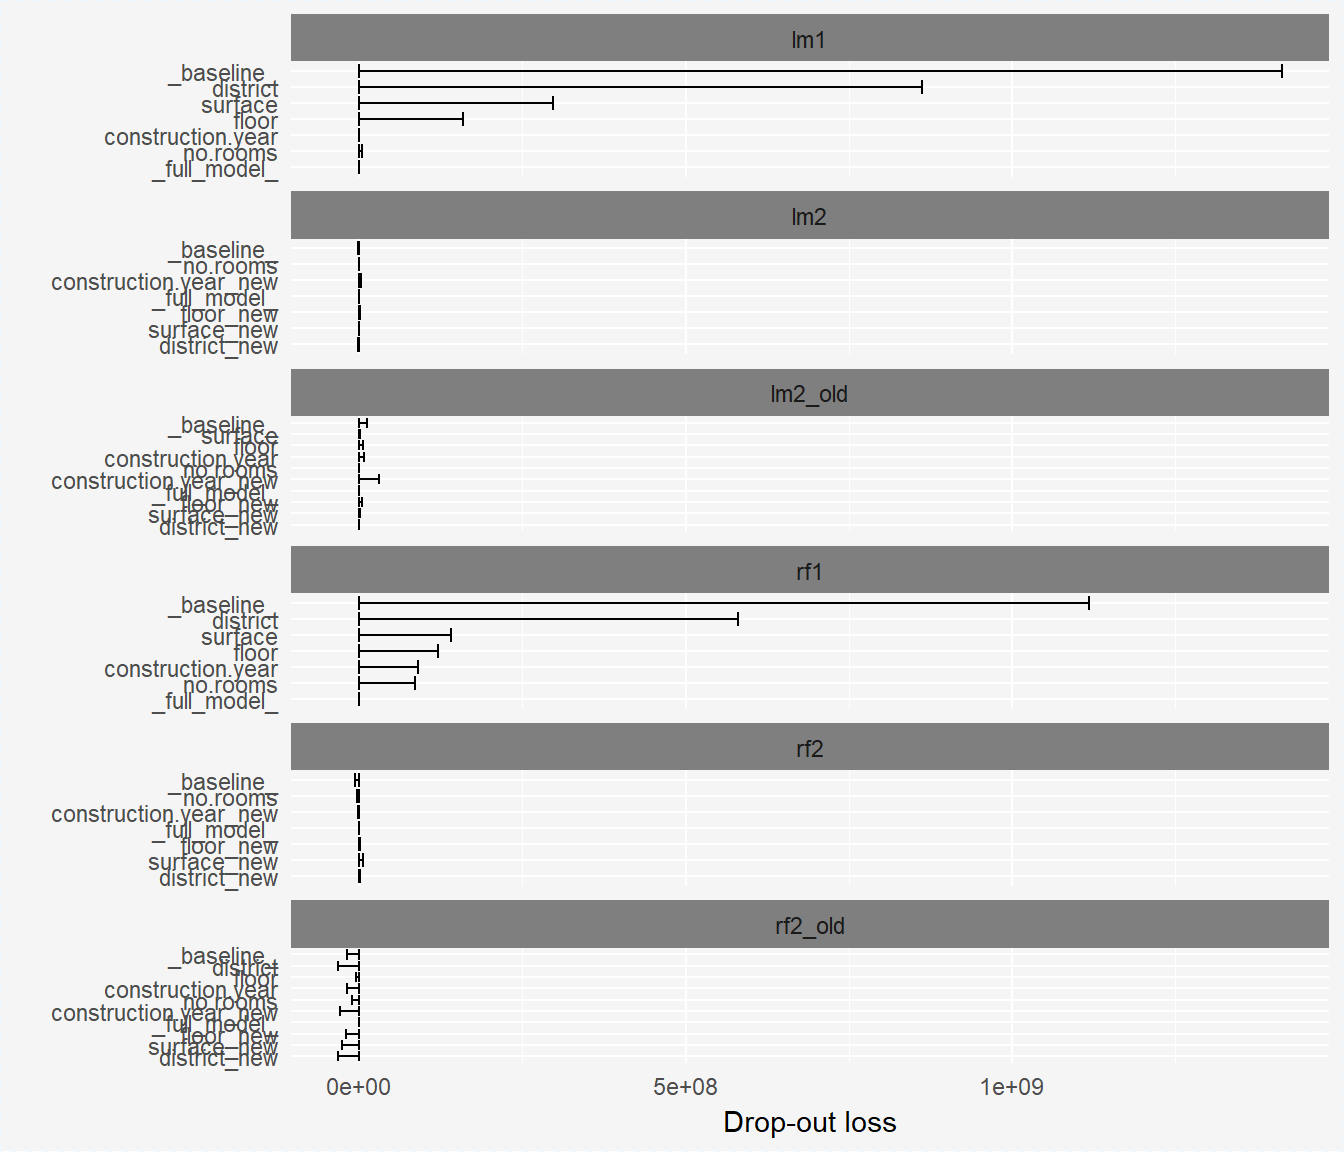 lm1
_baseline_
district
surface
floor
construction.year
no.rooms
_full_model_
lm2
_baseline_
no.rooms
construction.year_new
_full_model_
floor_new
surface_new
district_new
lm2_old
_baseline_
surface
floor
construction.year
no.rooms
construction.year_new
_full_model_
floor_new
surface_new
district_new
rf1
_baseline_
district
surface
floor
construction.year
no.rooms
_full_model_
rf2
_baseline_
no.rooms
construction.year_new
_full_model_
floor_new
surface_new
district_new
rf2_old
_baseline_
district
floor
construction.year
no.rooms
construction.year_new
_full_model_
floor_new
surface_new
district_new
0e+00 5e+08 1e+09
Drop-out loss